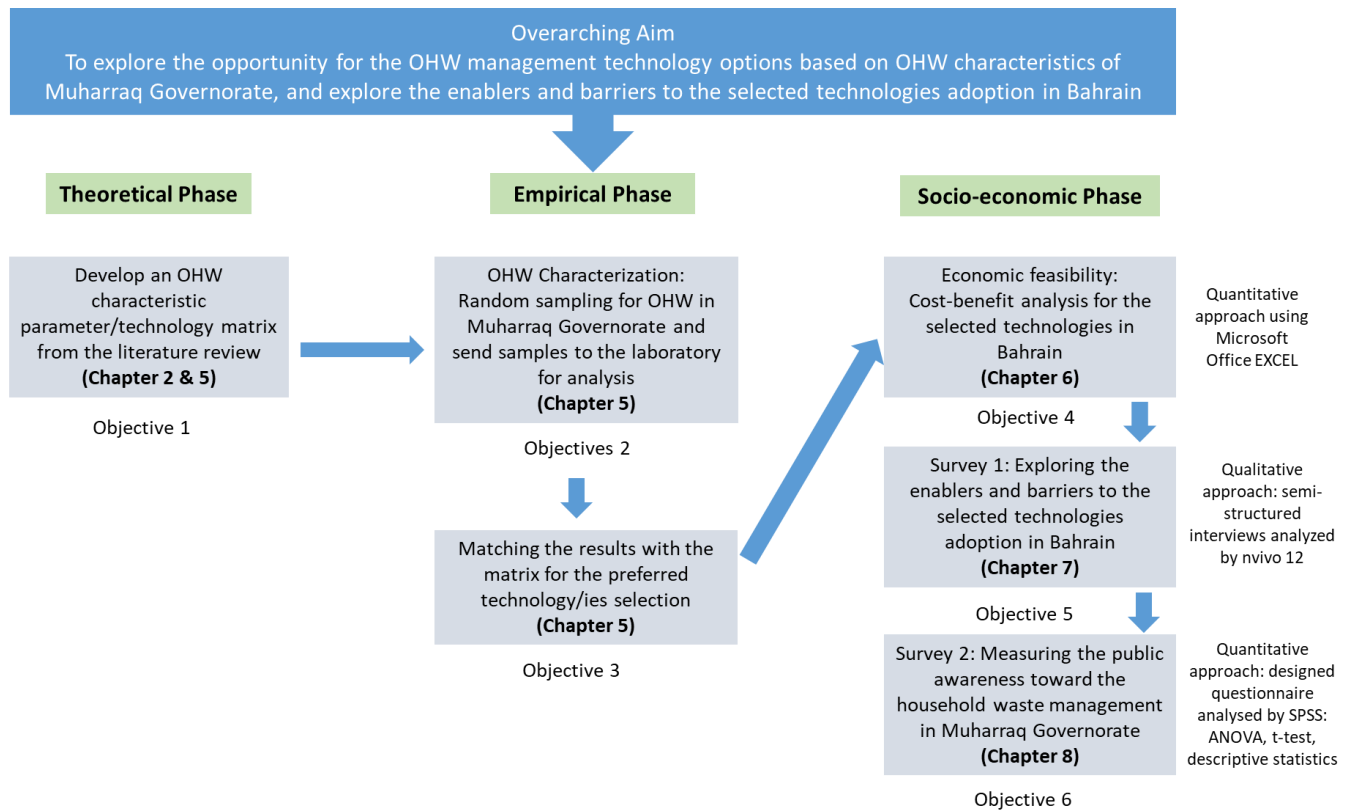 Overarching Aim
To explore the opportunity for the OHW management technology options based on OHW characteristics of
Muharraq Governorate, and explore the enablers and barriers to the selected technologies adoption in Bahrain
Theoretical Phase
Develop an OHW
characteristic
parameter/technology matrix
from the literature review
(Chapter 2 & 5)
Objective 1
Empirical Phase
OHW Characterization:
Random sampling for OHW in
Muharraq Governorate and
send samples to the laboratory
for analysis
(Chapter 5)
Objectives 2
Matching the results with the
matrix for the preferred
technology/ies selection
(Chapter 5)
Objective 3
Socio-economic Phase
Economic feasibility:
Cost-benefit analysis for the
selected technologies in
Bahrain
(Chapter 6)
Quantitative
approach using
Microsoft
Office EXCEL
Objective 4
Survey 1: Exploring the
enablers and barriers to the
selected technologies
adoption in Bahrain
(Chapter 7)
Qualitative
approach: semi-
structured
interviews analyzed
by nvivo 12
Objective 5
Survey 2: Measuring the public
awareness toward the
household waste management
in Muharraq Governorate
(Chapter 8)
Quantitative
approach: designed
questionnaire
analysed by SPSS:
ANOVA, t-test,
descriptive statistics
Objective 6